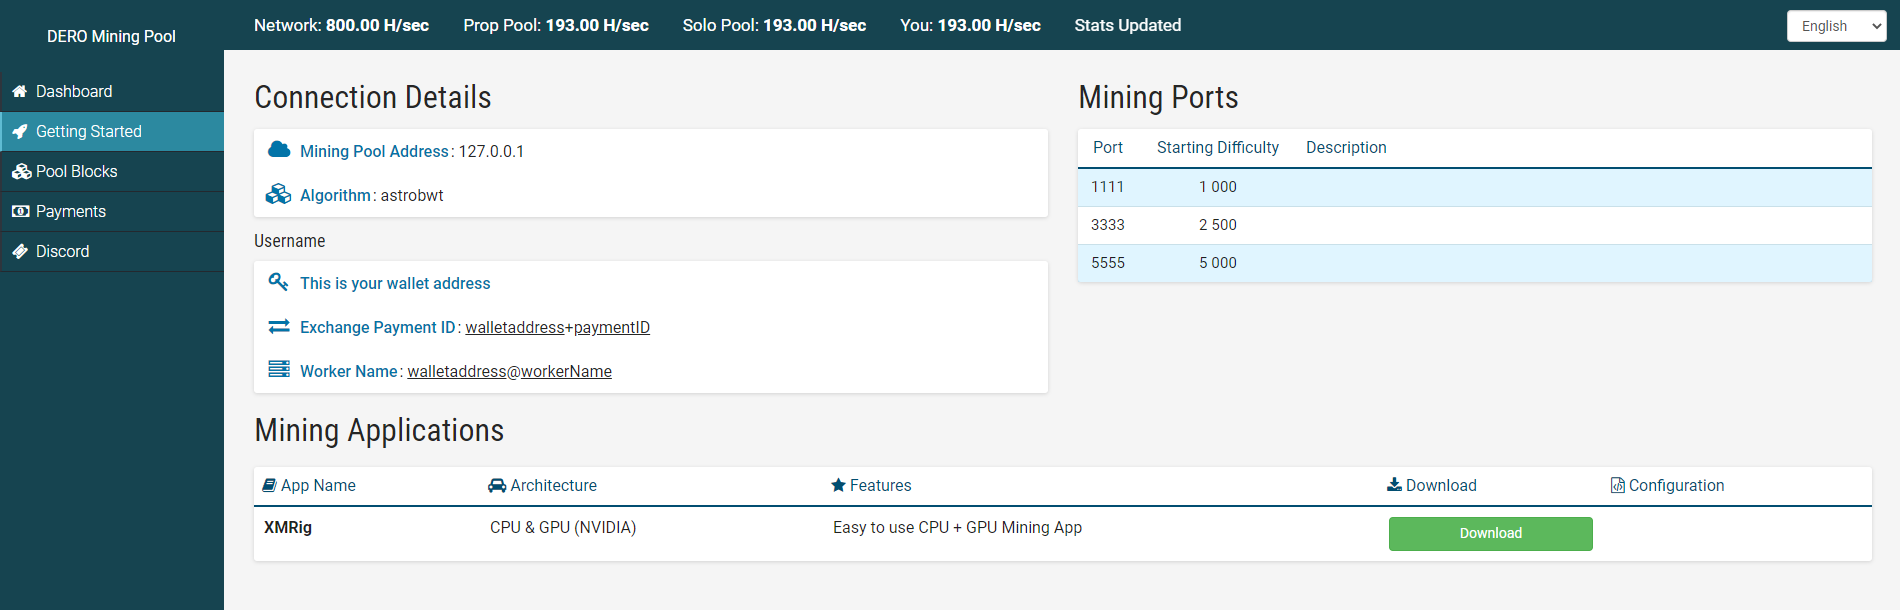 DERO Mining Pool
Network: 800.00 H/sec Prop Pool: 193.00 H/sec Solo Pool: 193.00 H/sec You: 193.00 H/sec Stats Updated
English
Dashboard
Getting Started
Pool Blocks
Payments
Discord
Connection Details
Mining Pool Address: 127.0.0.1
Algorithm: astrobwt
Username
This is your wallet address
Exchange Payment ID: walletaddress+paymentID
Worker Name: walletaddress@workerName
Mining Ports
Port Starting Difficulty Description
1111 1 000
3333 2 500
5555 5 000
Mining Applications
App Name Architecture Features Download Configuration
XMRig CPU & GPU (NVIDIA) Easy to use CPU + GPU Mining App Download